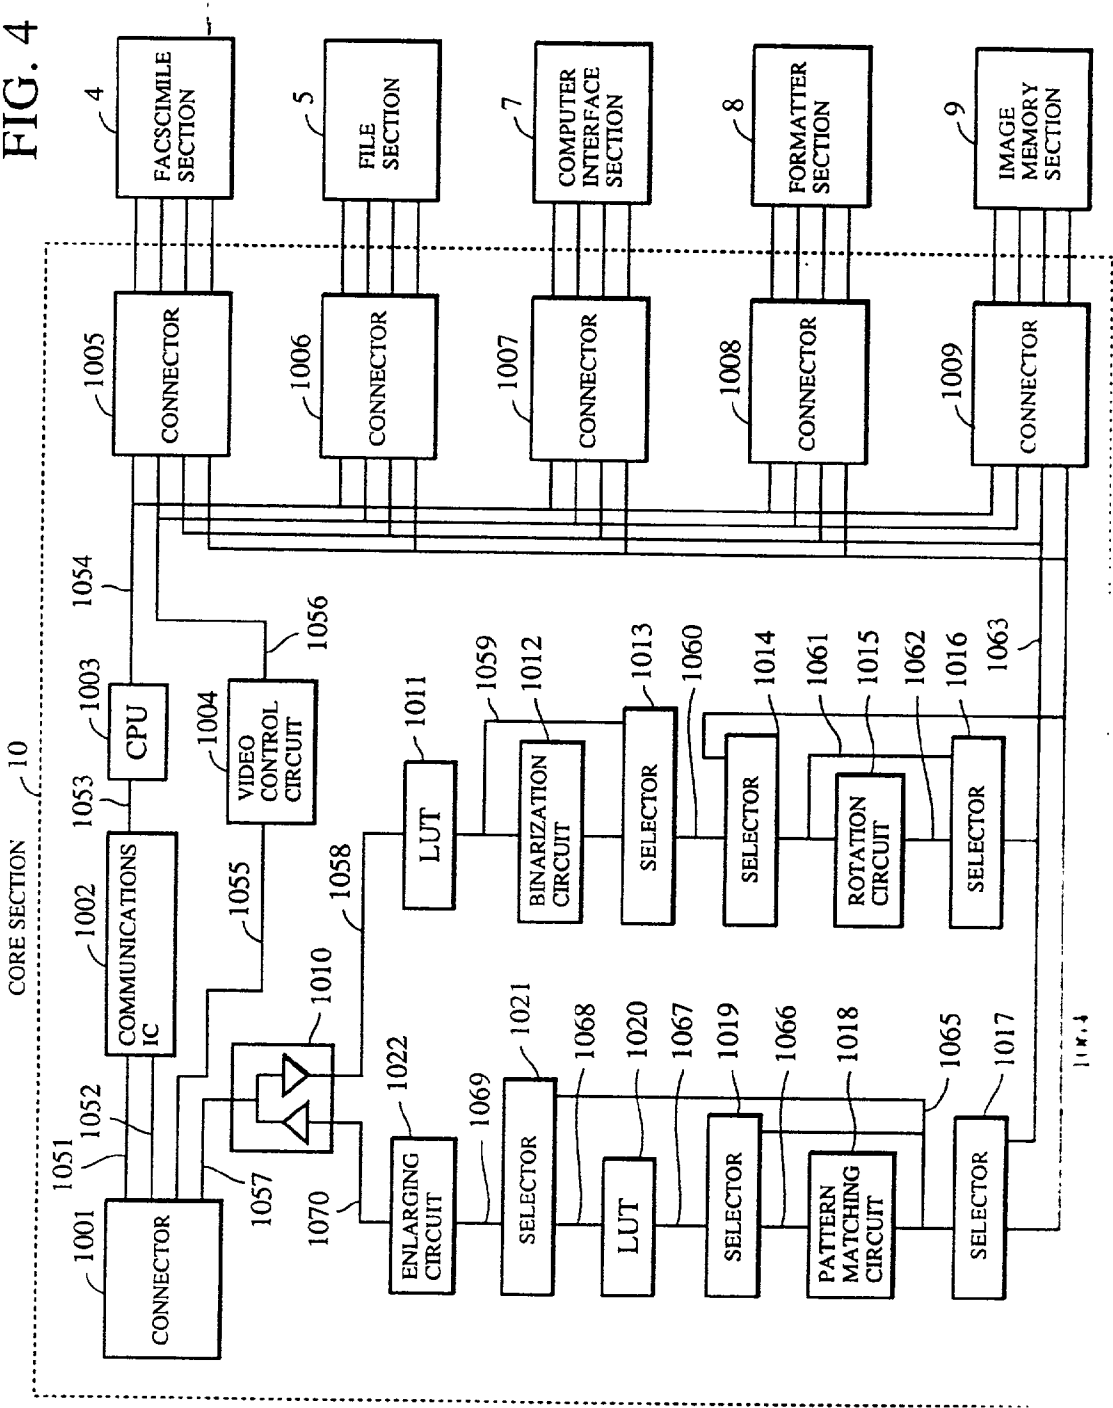 FIG. 4
CORE SECTION 10
1001
CONNECTOR
1051
1052
1002
COMMUNICATIONS
IC
1053
1003
CPU
1054
1005
CONNECTOR
4
FACSCIMILE
SECTION
1057
1055
1004
VIDEO
CONTROL
CIRCUIT
1056
1006
CONNECTOR
5
FILE
SECTION
1010
1058
1070
1007
CONNECTOR
7
COMPUTER
INTERFACE
SECTION
1008
CONNECTOR
8
FORMATTER
SECTION
1009
CONNECTOR
9
IMAGE
MEMORY
SECTION
1011
LUT
1059
1012
BINARIZATION
CIRCUIT
1013
SELECTOR
1060
1014
SELECTOR
1061
1015
ROTATION
CIRCUIT
1062
1016
SELECTOR
1063
1022
ENLARGING
CIRCUIT
1069
1021
SELECTOR
1068
1020
LUT
1067
1019
SELECTOR
1066
1018
PATTERN
MATCHING
CIRCUIT
1065
1017
SELECTOR